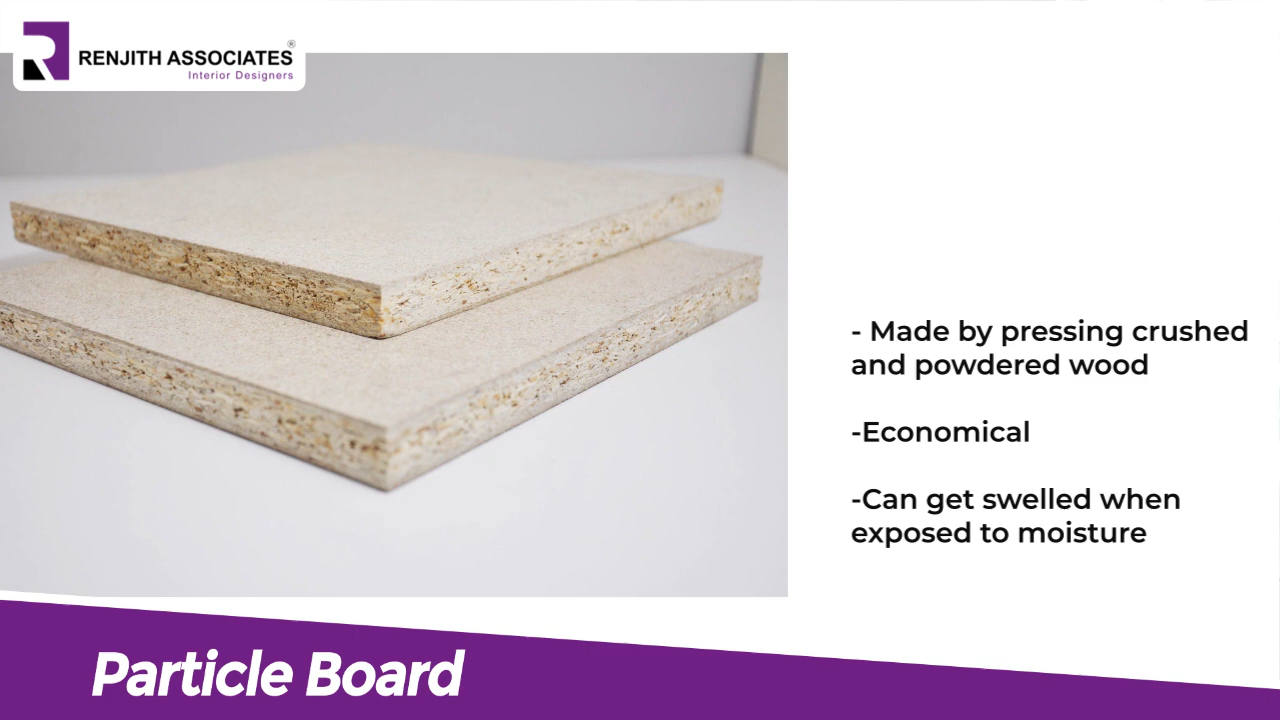 RENJITH ASSOCIATES®
Interior Designers
- Made by pressing crushed
and powdered wood
-Economical
-Can get swelled when
exposed to moisture
Particle Board